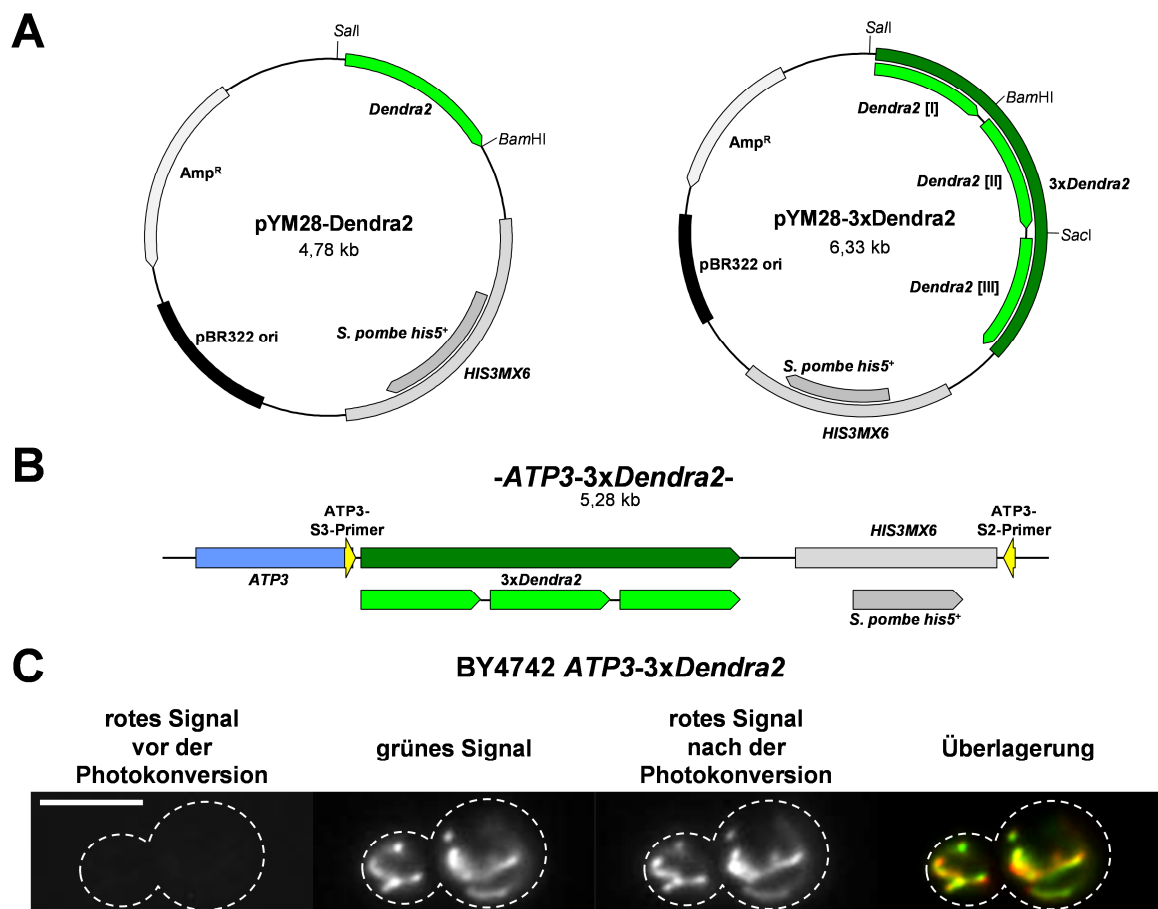 A
SalI
Dendra2
BamHI
AmpR
pYM28-Dendra2
4,78 kb
pBR322 ori
S. pombe his5+
HIS3MX6
SalI
BamHI
Dendra2 [I]
AmpR
Dendra2 [II]
3xDendra2
pYM28-3xDendra2
6,33 kb
SacI
pBR322 ori
Dendra2 [III]
S. pombe his5+
HIS3MX6
B
-ATP3-3xDendra2-
5,28 kb
ATP3-
S3-Primer
HIS3MX6
ATP3-
S2-Primer
ATP3
3xDendra2
S. pombe his5+
C
BY4742 ATP3-3xDendra2
rotes Signal
vor der
Photokonversion
grünes Signal
rotes Signal
nach der
Photokonversion
Überlagerung